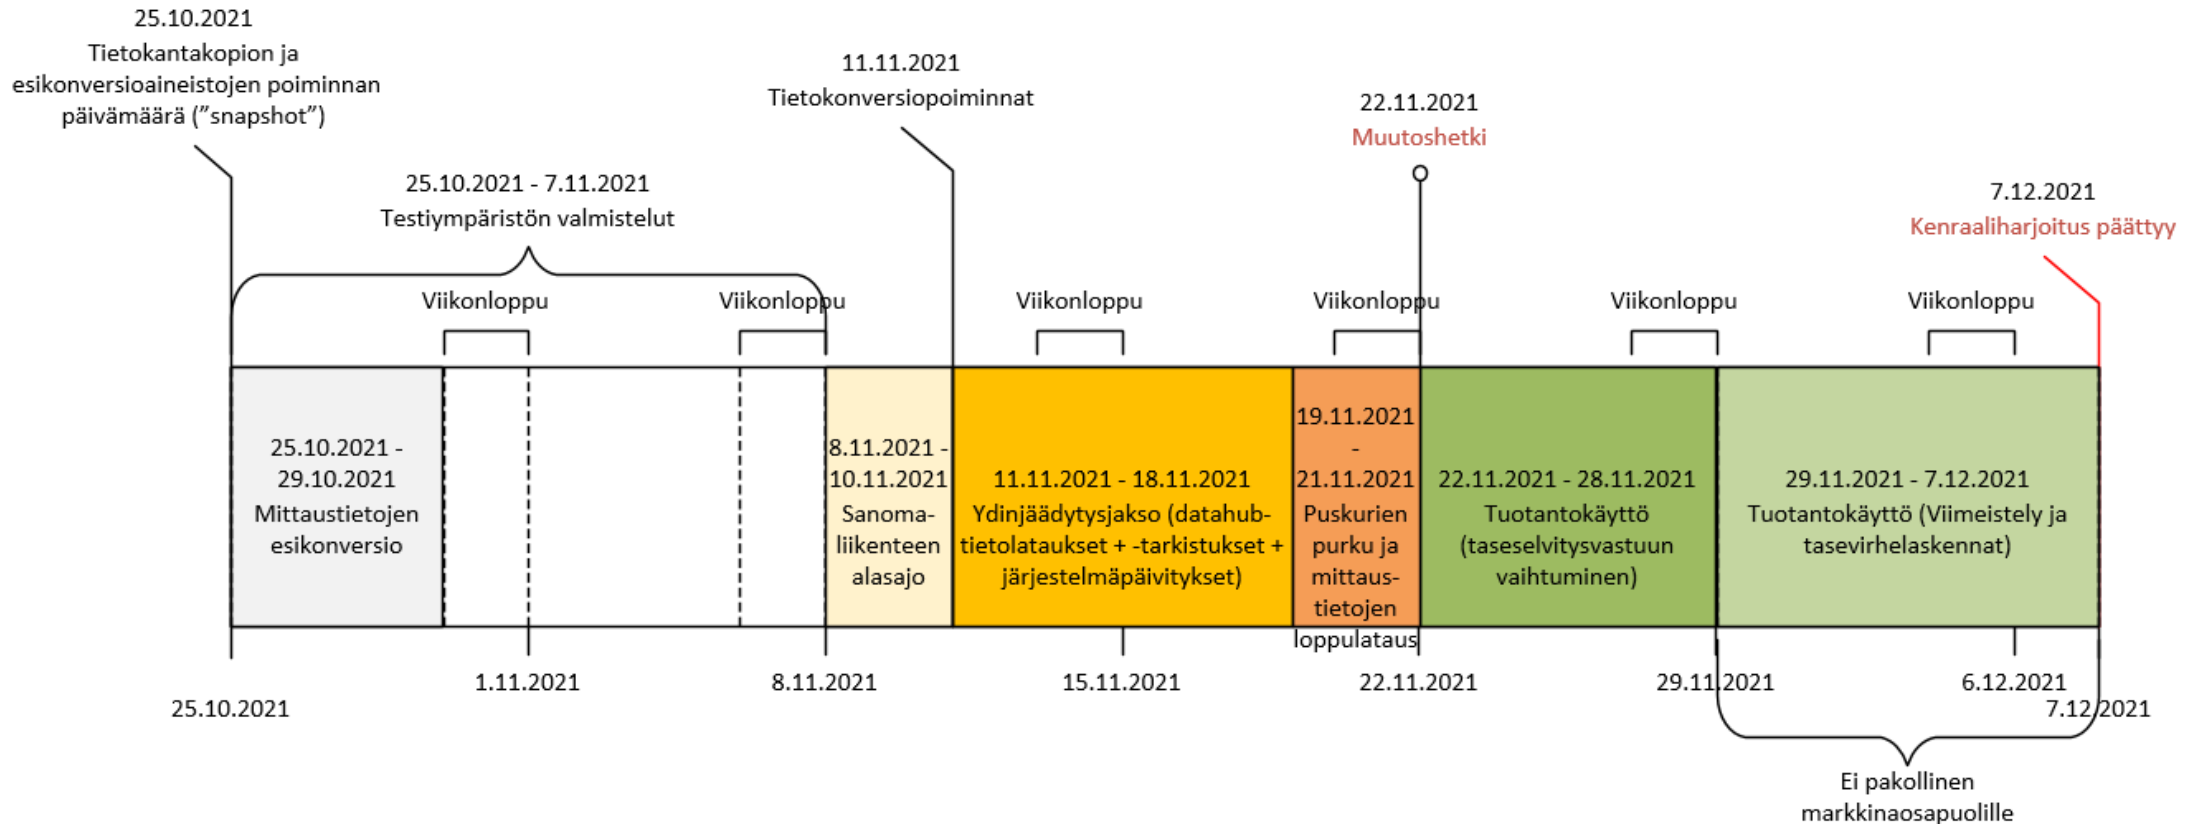 25.10.2021
Tietokantakopion ja
esikonversioaineistojen poiminnan
päivämäärä ("snapshot")
11.11.2021
Tietokonversiopoiminnat
22.11.2021
Muutoshetki
25.10.2021 - 7.11.2021
Testiympäristön valmistelut
7.12.2021
Kenraaliharjoitus päättyy
Viikonloppu
Viikonloppu
Viikonloppu
Viikonloppu
Viikonloppu
Viikonloppu
25.10.2021 -
29.10.2021
Mittaustietojen
esikonversio
8.11.2021 -
10.11.2021
Sanoma-
liikenteen
alasajo
11.11.2021 - 18.11.2021
Ydinjäädytysjakso (datahub-
tietolataukset + -tarkistukset +
järjestelmäpäivitykset)
19.11.2021
-
21.11.2021
Puskurien
purku ja
mittaus-
tietojen
loppulataus
22.11.2021 - 28.11.2021
Tuotantokäyttö
(taseselvitysvastuun
vaihtuminen)
29.11.2021 - 7.12.2021
Tuotantokäyttö (Viimeistely ja
tasevirhelaskennat)
25.10.2021
1.11.2021
8.11.2021
15.11.2021
22.11.2021
29.11.2021
6.12.2021
7.12.2021
Ei pakollinen
markkinaosapuolille